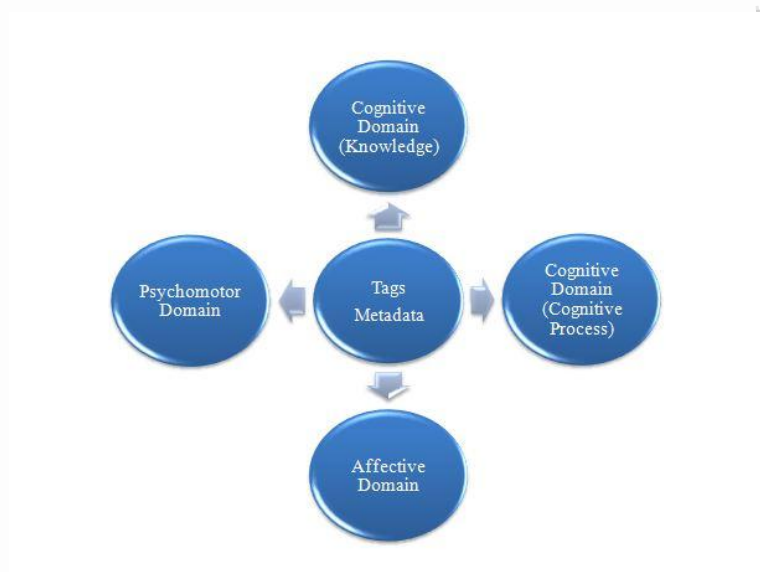 Cognitive
Domain
(Knowledge)
Psychomotor
Domain
Tags
Metadata
Cognitive
Domain
(Cognitive
Process)
Affective
Domain